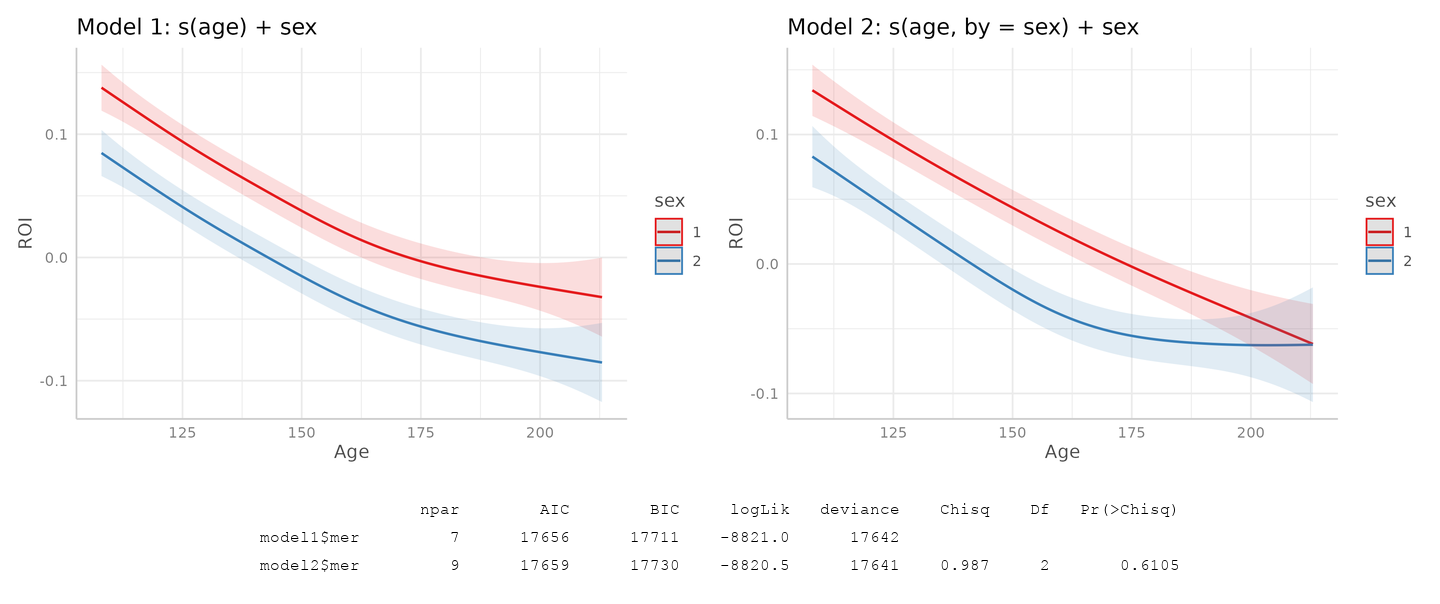 Model 1: s(age) + sex
0.1
0.0
-0.1
ROI
125 150 175 200
Age
sex
1
2
Model 2: s(age, by = sex) + sex
0.1
0.0
-0.1
ROI
125 150 175 200
Age
sex
1
2
npar AIC BIC logLik deviance Chisq Df Pr(>Chisq)
model1$mer 7 17656 17711 -8821.0 17642
model2$mer 9 17659 17730 -8820.5 17641 0.987 2 0.6105